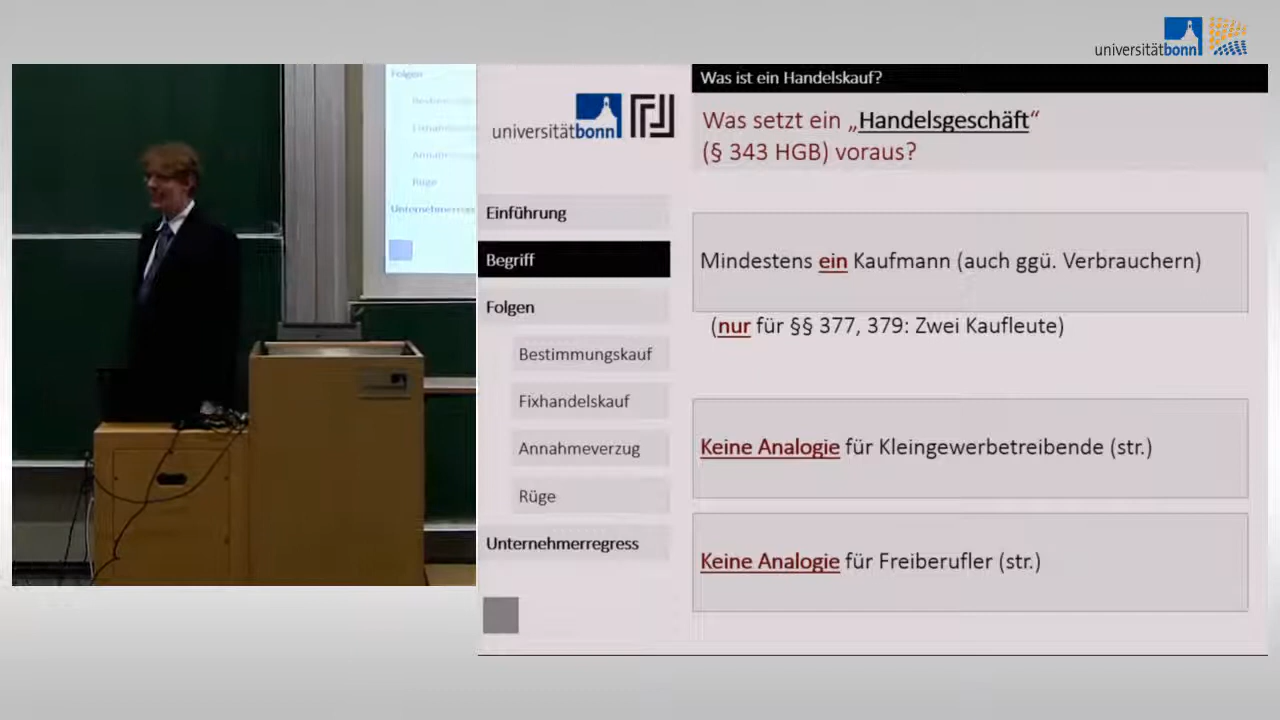 universitätbonn
Folgen
Rüge
Was ist ein Handelskauf?
universitätbonn
Was setzt ein „Handelsgeschäft“
(§ 343 HGB) voraus?
Einführung
Begriff
Folgen
Bestimmungskauf
Fixhandelskauf
Annahmeverzug
Rüge
Unternehmerregress
Mindestens ein Kaufmann (auch ggü. Verbrauchern)
(nur für §§ 377, 379: Zwei Kaufleute)
Keine Analogie für Kleingewerbetreibende (str.)
Keine Analogie für Freiberufler (str.)